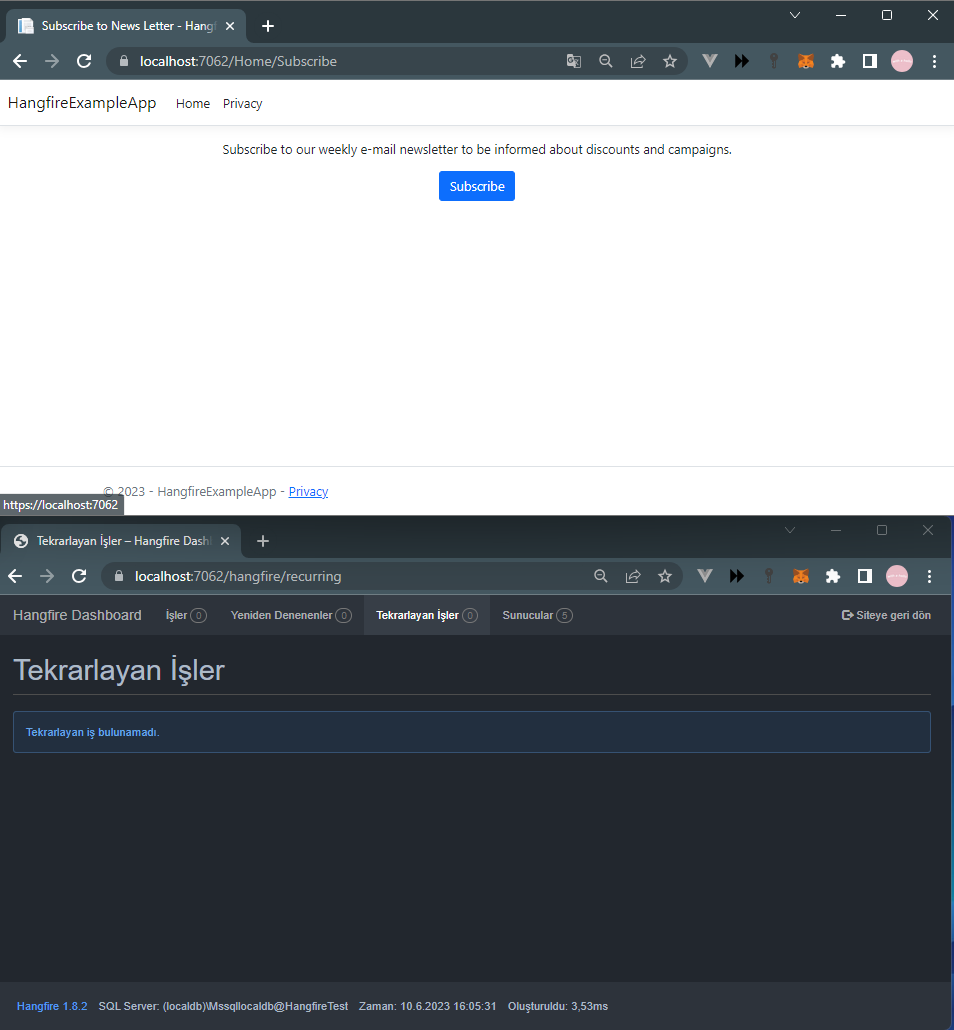 Subscribe to News Letter - Hangf
localhost:7062/Home/Subscribe
HangfireExampleApp Home Privacy
Subscribe to our weekly e-mail newsletter to be informed about discounts and campaigns.
Subscribe
© 2023 - HangfireExampleApp - Privacy
https://localhost:7062
Tekrarlayan İşler – Hangfire Dash
localhost:7062/hangfire/recurring
Hangfire Dashboard İşler 0 Yeniden Denenenler 0 Tekrarlayan İşler 0 Sunucular 5 Siteye geri dön
Tekrarlayan İşler
Tekrarlayan iş bulunamadı.
Hangfire 1.8.2 SQL Server: (localdb)\Mssqllocaldb@HangfireTest Zaman: 10.6.2023 16:05:31 Oluşturuldu: 3,53ms